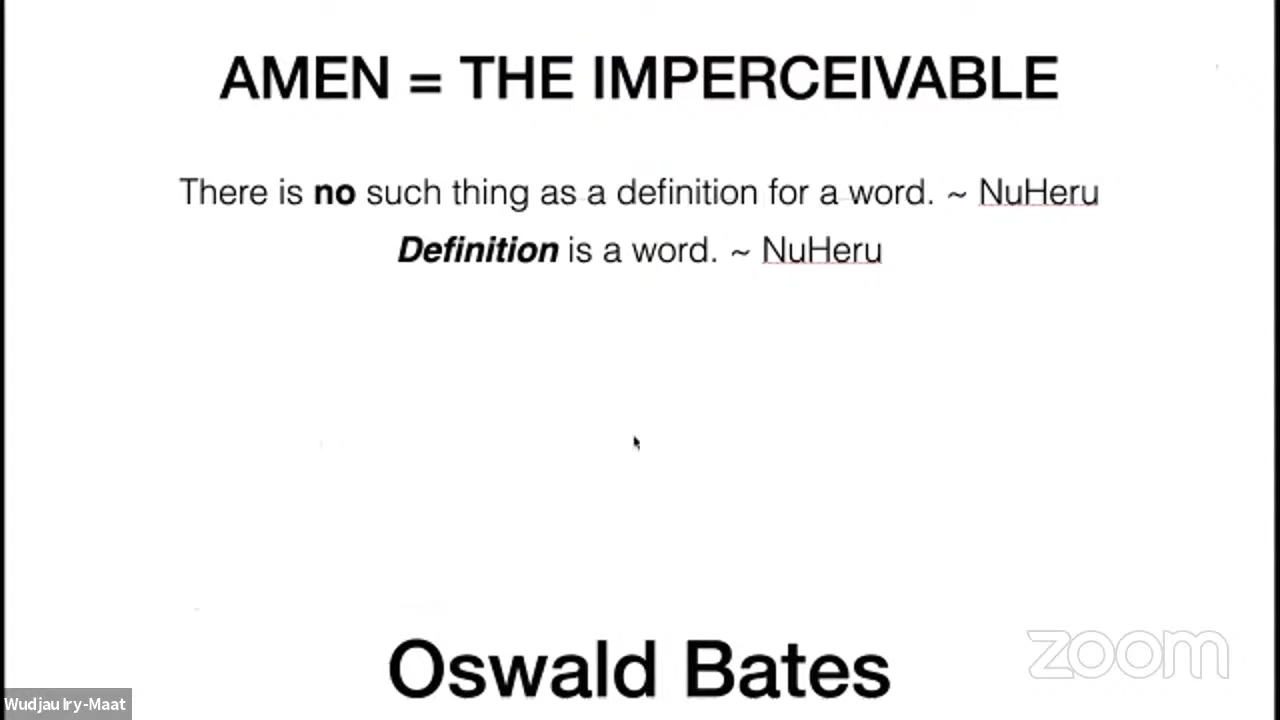 AMEN = THE IMPERCEIVABLE
There is no such thing as a definition for a word. ~ NuHeru
Definition is a word. ~ NuHeru
Oswald Bates
zoom
Wudjau Iry-Maat